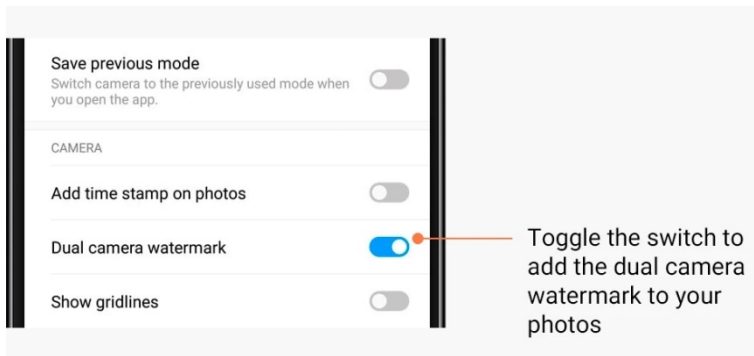 Save previous mode
Switch camera to the previously used mode when
you open the app.
CAMERA
Add time stamp on photos
Dual camera watermark
Show gridlines
Toggle the switch to
add the dual camera
watermark to your
photos